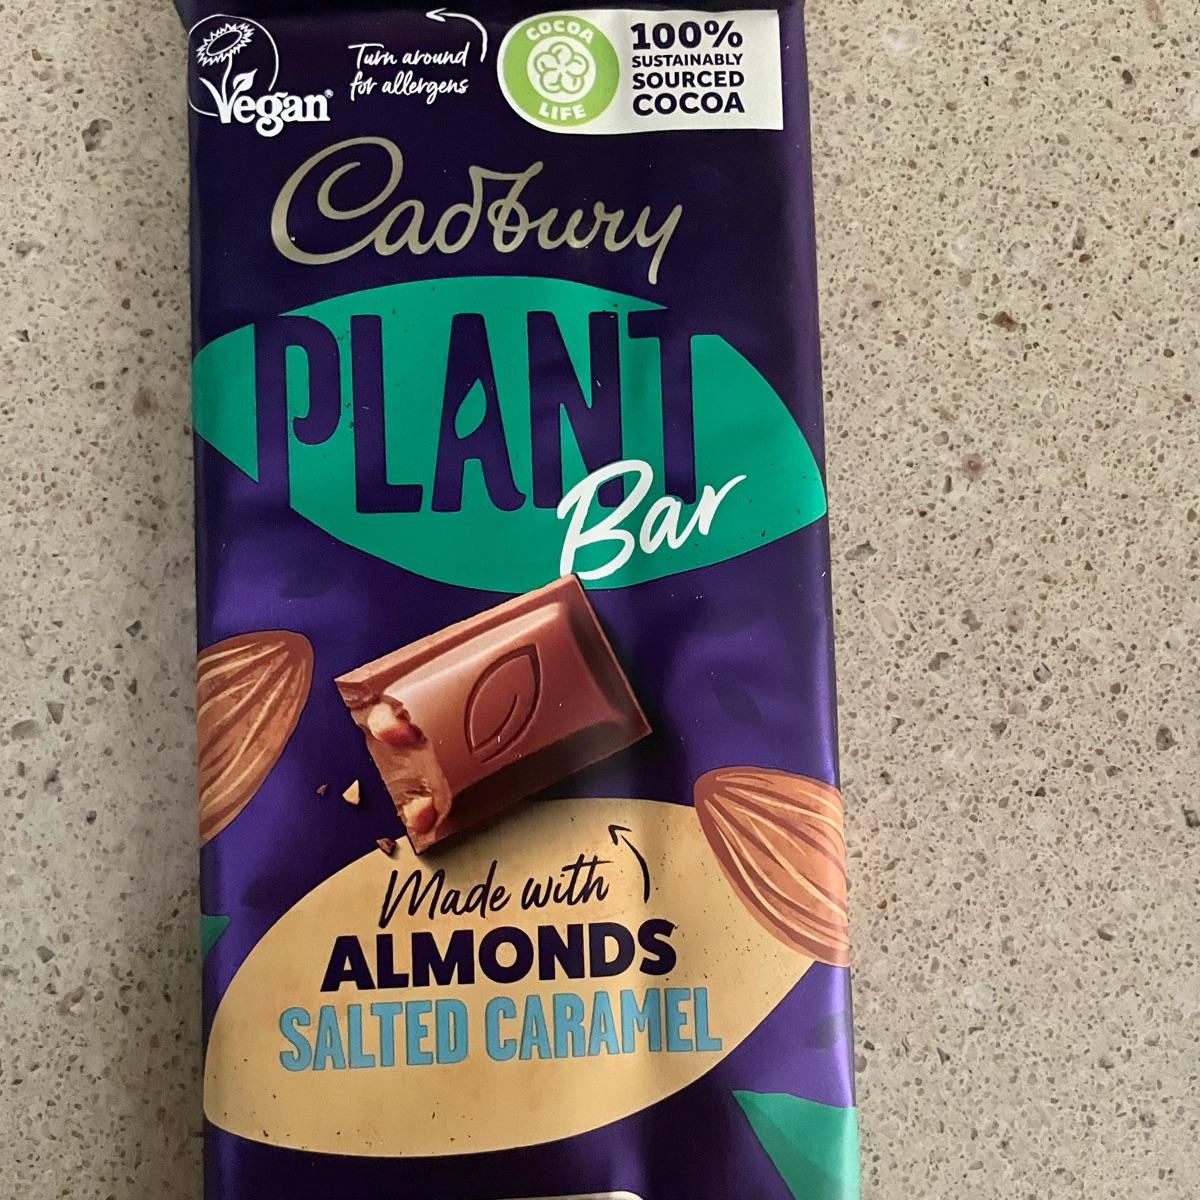 Vegan®
Turn around
for allergens
COCOA
LIFE
100%
SUSTAINABLY
SOURCED
COCOA
Cadbury
PLANT
Bar
Made with
ALMONDS
SALTED CARAMEL